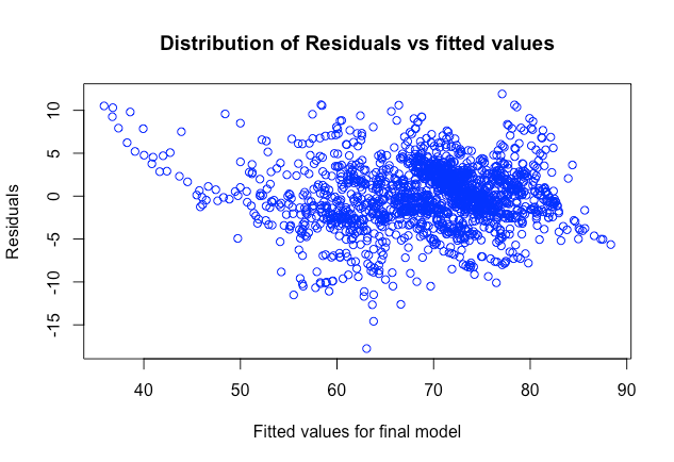 Distribution of Residuals vs fitted values
Residuals
10
5
0
-5
-10
-15
40 50 60 70 80 90
Fitted values for final model